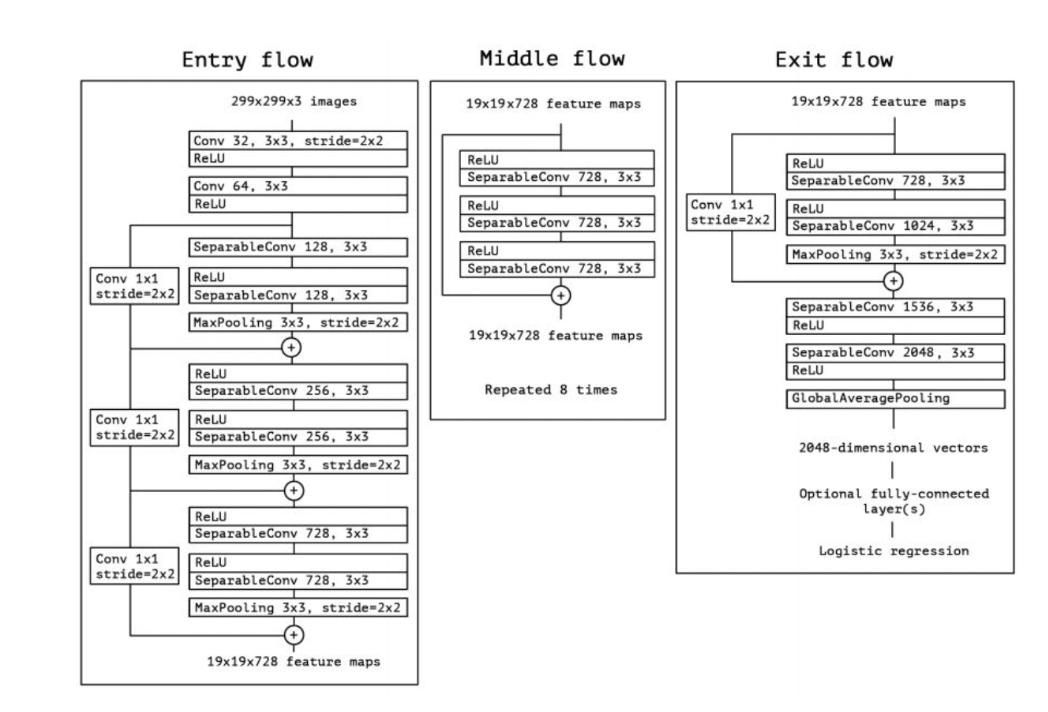 Entry flow
299x299x3 images
Conv 32, 3x3, stride=2x2
ReLU
Conv 64, 3x3
ReLU
SeparableConv 128, 3x3
Conv 1x1
stride=2x2
ReLU
SeparableConv 128, 3x3
MaxPooling 3x3, stride=2x2
+
ReLU
SeparableConv 256, 3x3
Conv 1x1
stride=2x2
ReLU
SeparableConv 256, 3x3
MaxPooling 3x3, stride=2x2
+
ReLU
SeparableConv 728, 3x3
Conv 1x1
stride=2x2
ReLU
SeparableConv 728, 3x3
MaxPooling 3x3, stride=2x2
+
19x19x728 feature maps
Middle flow
19x19x728 feature maps
ReLU
SeparableConv 728, 3x3
ReLU
SeparableConv 728, 3x3
ReLU
SeparableConv 728, 3x3
+
19x19x728 feature maps
Repeated 8 times
Exit flow
19x19x728 feature maps
ReLU
SeparableConv 728, 3x3
Conv 1x1
stride=2x2
ReLU
SeparableConv 1024, 3x3
MaxPooling 3x3, stride=2x2
+
SeparableConv 1536, 3x3
ReLU
SeparableConv 2048, 3x3
ReLU
GlobalAveragePooling
2048-dimensional vectors
Optional fully-connected
layer(s)
Logistic regression